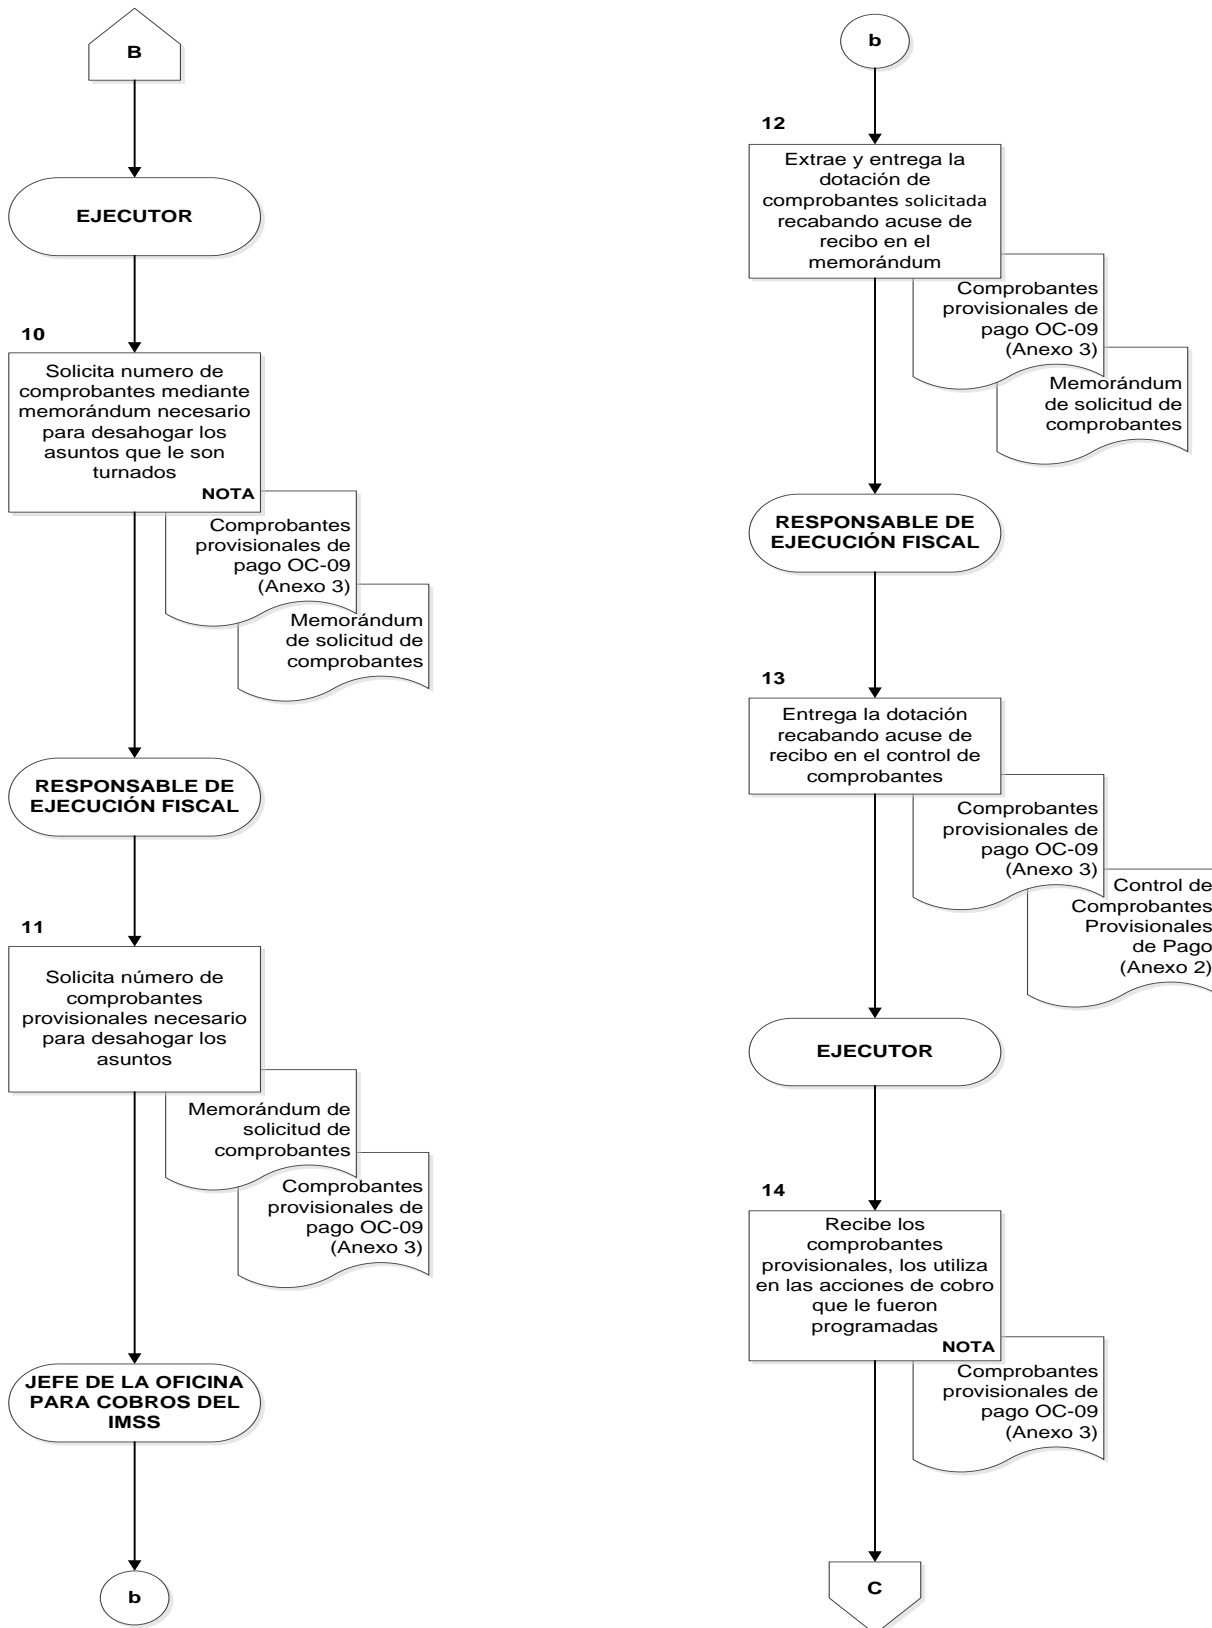 B
EJECUTOR
10
Solicita numero de
comprobantes mediante
memorándum necesario
para desahogar los
asuntos que le son
turnados
NOTA
Comprobantes
provisionales de
pago OC-09
(Anexo 3)
Memorándum
de solicitud de
comprobantes
RESPONSABLE DE
EJECUCIÓN FISCAL
11
Solicita número de
comprobantes
provisionales necesario
para desahogar los
asuntos
Memorándum de
solicitud de
comprobantes
Comprobantes
provisionales de
pago OC-09
(Anexo 3)
JEFE DE LA OFICINA
PARA COBROS DEL
IMSS
b
b
12
Extrae y entrega la
dotación de
comprobantes solicitada
recabando acuse de
recibo en el
memorándum
Comprobantes
provisionales de
pago OC-09
(Anexo 3)
Memorándum
de solicitud de
comprobantes
RESPONSABLE DE
EJECUCIÓN FISCAL
13
Entrega la dotación
recabando acuse de
recibo en el control de
comprobantes
Comprobantes
provisionales de
pago OC-09
(Anexo 3)
Control de
Comprobantes
Provisionales
de Pago
(Anexo 2)
EJECUTOR
14
Recibe los
comprobantes
provisionales, los utiliza
en las acciones de cobro
que le fueron
programadas
NOTA
Comprobantes
provisionales de
pago OC-09
(Anexo 3)
C